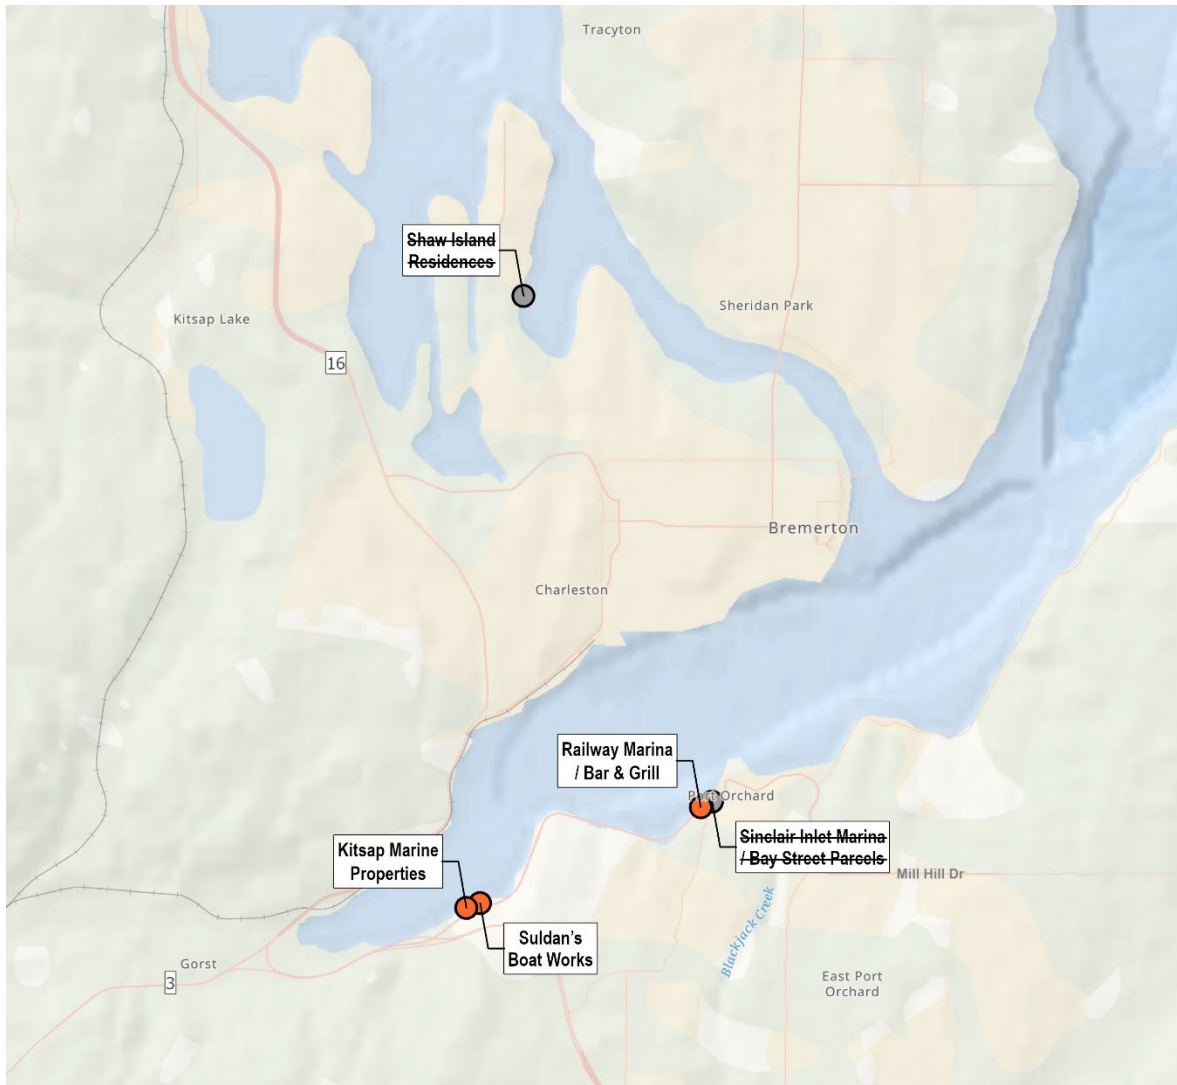 Tracyton
Shaw Island
Residences
Sheridan Park
Kitsap Lake
16
Bremerton
Charleston
Railway Marina
/ Bar & Grill
Port Orchard
Sinclair Inlet Marina
/ Bay Street Parcels
Kitsap Marine
Properties
Mill Hill Dr
Blackjack Creek
Suldan's
Boat Works
Gorst
3
East Port
Orchard